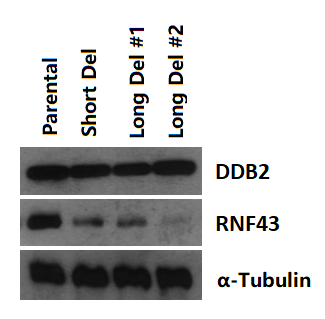 Parental
Short Del
Long Del #1
Long Del #2
DDB2
RNF43
α-Tubulin